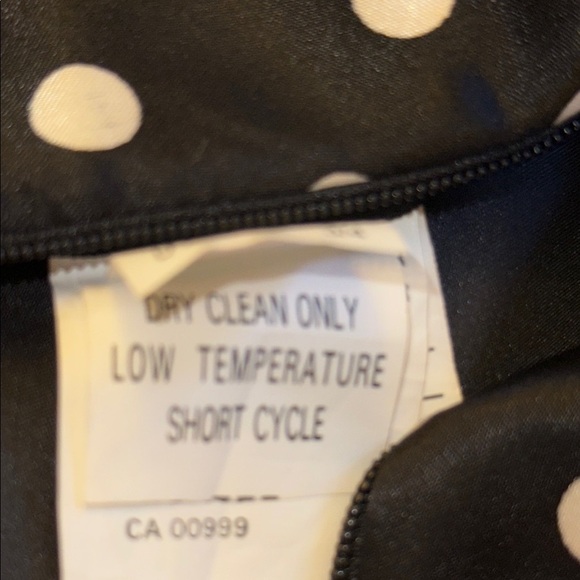 DRY CLEAN ONLY
LOW TEMPERATURE
SHORT CYCLE
CA 00999